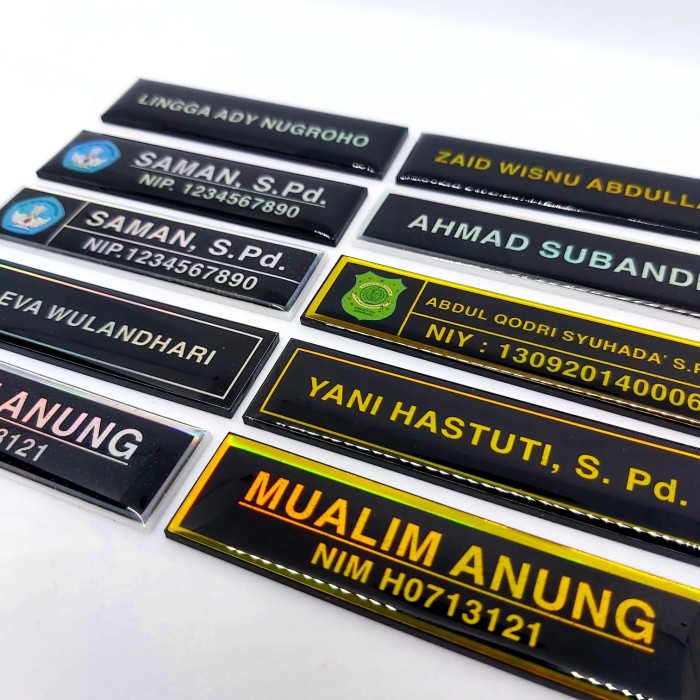 LINGGA ADY NUGROHO
SAMAN, S.Pd.
NIP. 1234567890
SAMAN, S.Pd.
NIP.1234567890
EVA WULANDHARI
ANUNG
3121
ZAID WISNU ABDULLA
AHMAD SUBANDI
ABDUL QODRI SYUHADA' S.P
NIY : 130920140006
YANI HASTUTI, S. Pd.
MUALIM ANUNG
NIM H0713121